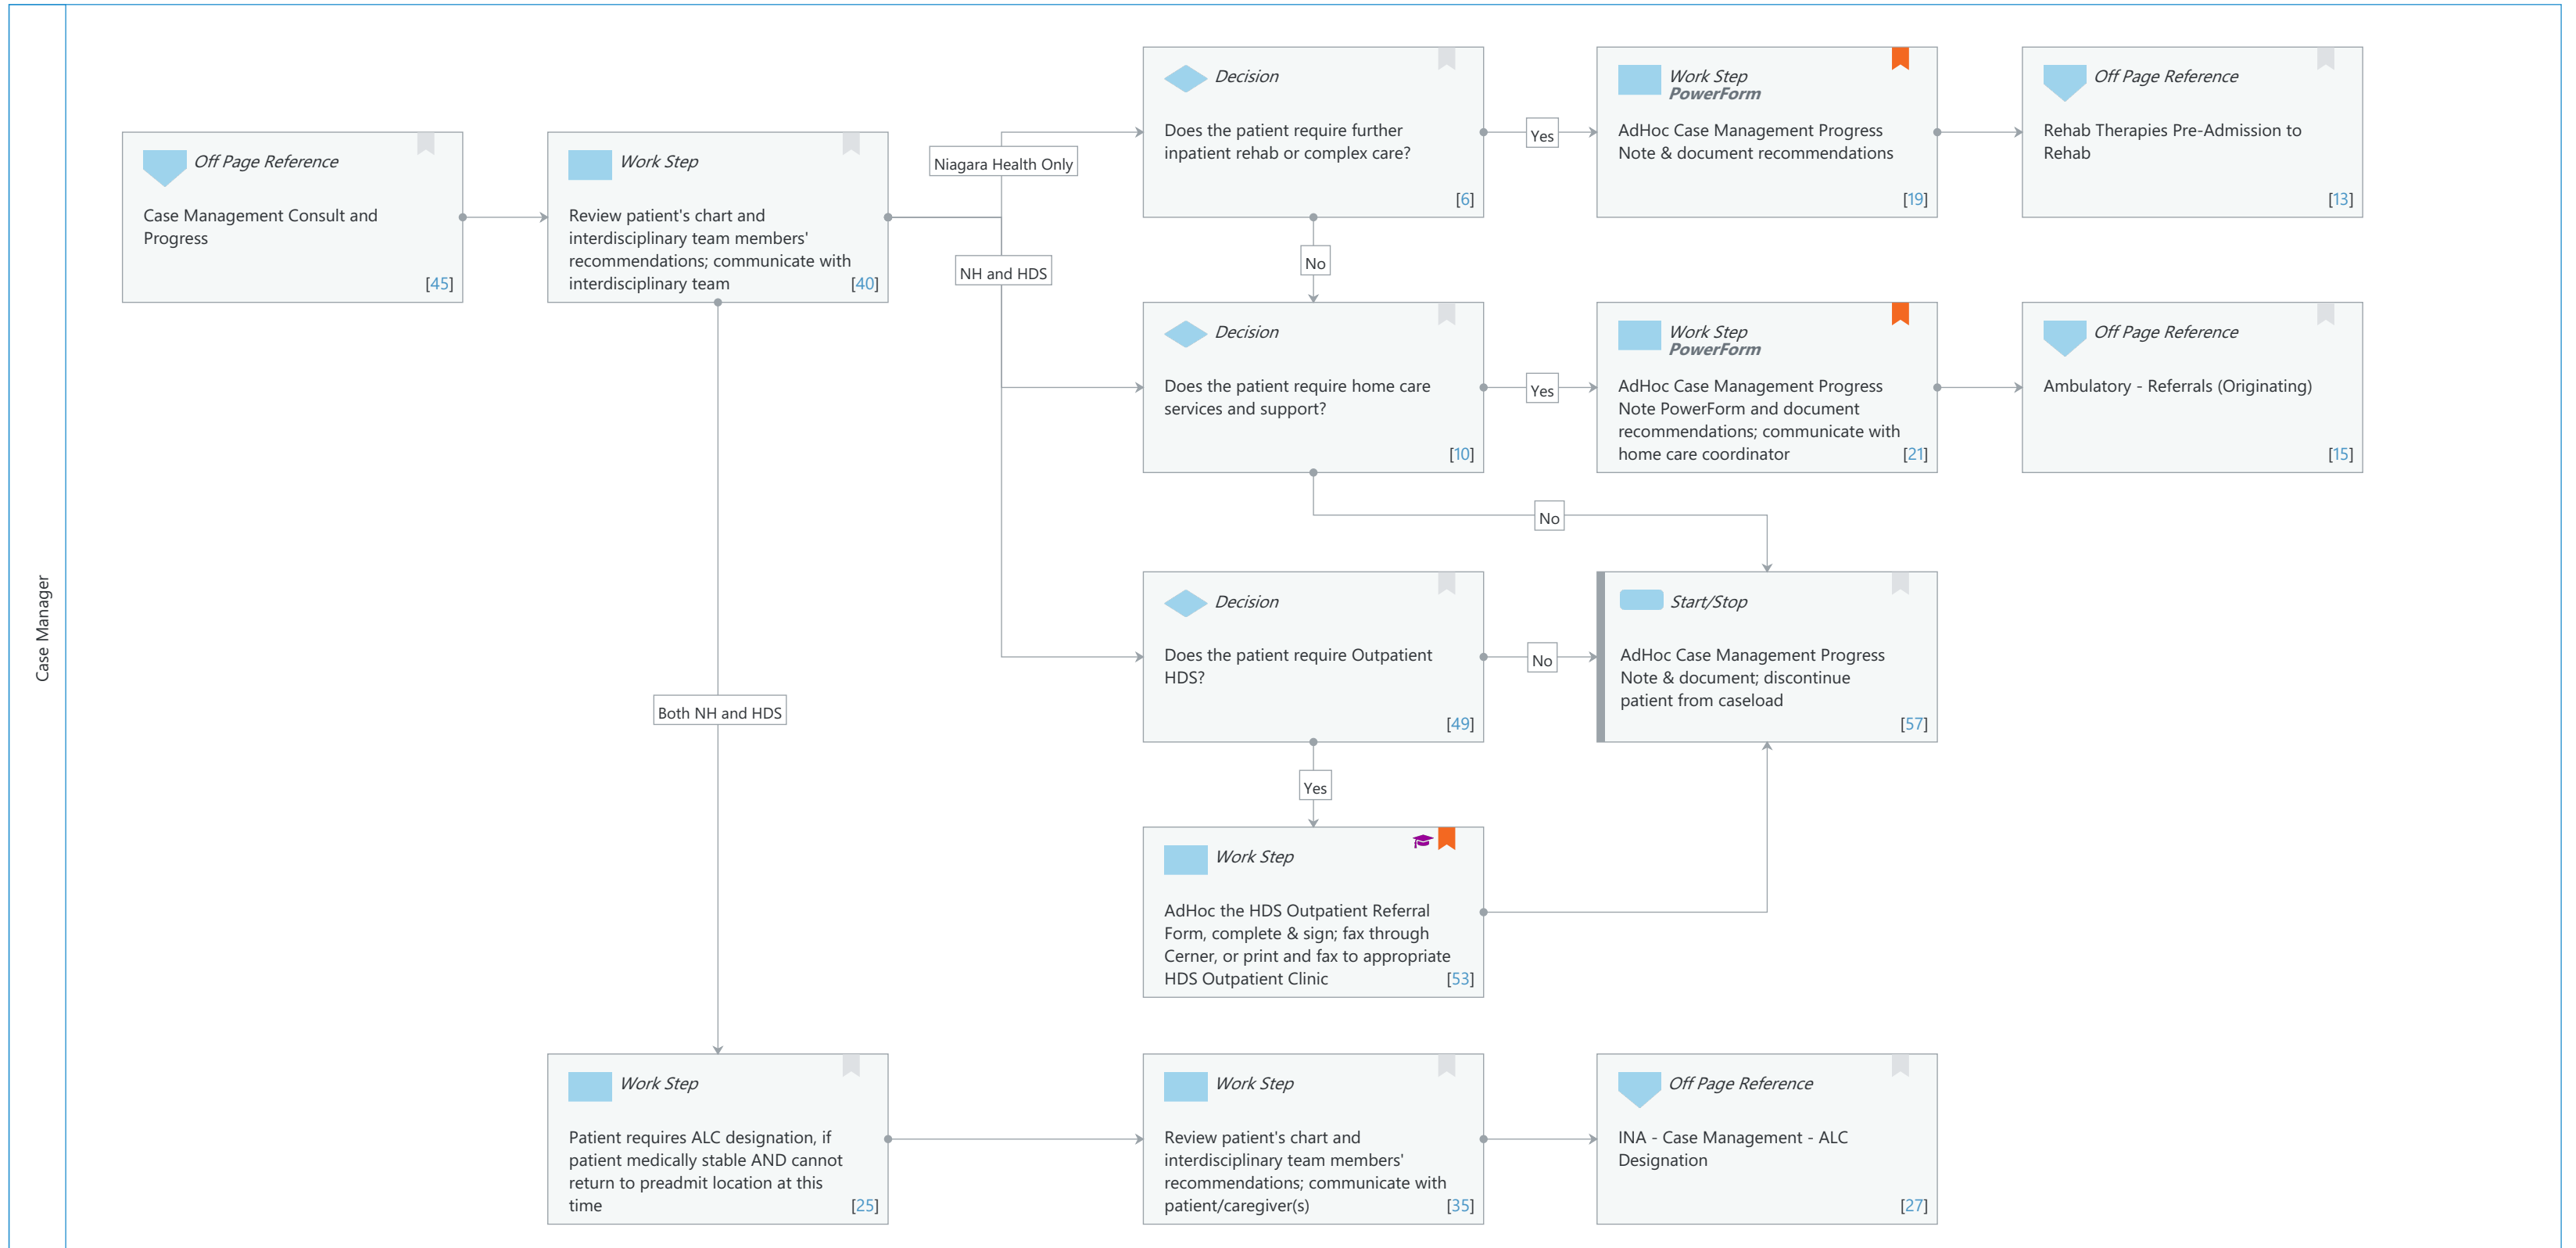 Case Manager
Off Page Reference
Case Management Consult and
Progress
[45]
Work Step
Review patient's chart and
interdisciplinary team members'
recommendations; communicate with
interdisciplinary team
[40]
Niagara Health Only
NH and HDS
Both NH and HDS
Decision
Does the patient require further
inpatient rehab or complex care?
[6]
Yes
Work Step
PowerForm
AdHoc Case Management Progress
Note & document recommendations
[19]
Off Page Reference
Rehab Therapies Pre-Admission to
Rehab
[13]
No
Decision
Does the patient require home care
services and support?
[10]
Yes
Work Step
PowerForm
AdHoc Case Management Progress
Note PowerForm and document
recommendations; communicate with
home care coordinator
[21]
Off Page Reference
Ambulatory - Referrals (Originating)
[15]
No
Decision
Does the patient require Outpatient
HDS?
[49]
No
Start/Stop
AdHoc Case Management Progress
Note & document; discontinue
patient from caseload
[57]
Yes
Work Step
AdHoc the HDS Outpatient Referral
Form, complete & sign; fax through
Cerner, or print and fax to appropriate
HDS Outpatient Clinic
[53]
Work Step
Patient requires ALC designation, if
patient medically stable AND cannot
return to preadmit location at this
time
[25]
Work Step
Review patient's chart and
interdisciplinary team members'
recommendations; communicate with
patient/caregiver(s)
[35]
Off Page Reference
INA - Case Management - ALC
Designation
[27]